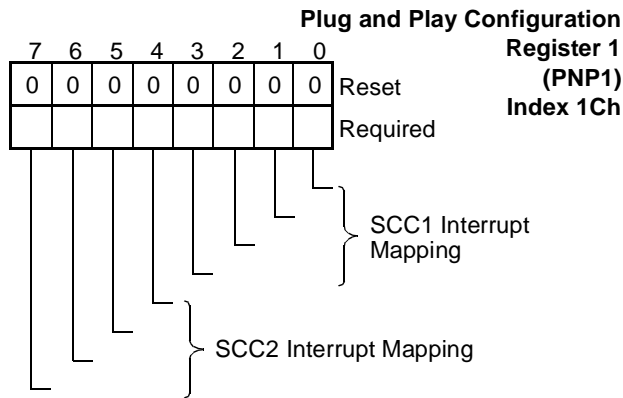 Plug and Play Configuration
Register 1
(PNP1)
Index 1Ch
7 6 5 4 3 2 1 0
0 0 0 0 0 0 0 0 Reset
Required
SCC1 Interrupt
Mapping
SCC2 Interrupt Mapping